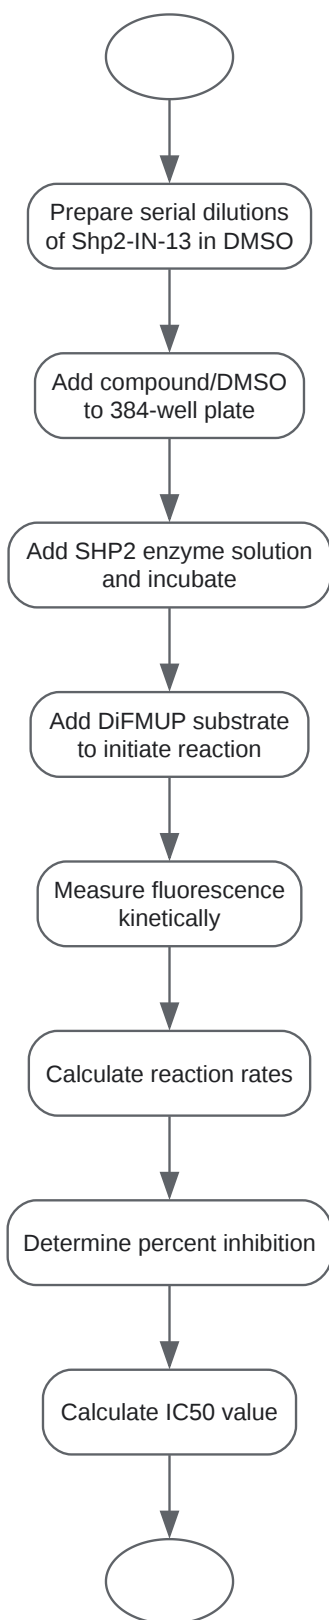 Prepare serial dilutions
of Shp2-IN-13 in DMSO
Add compound/DMSO
to 384-well plate
Add SHP2 enzyme solution
and incubate
Add DiFMUP substrate
to initiate reaction
Measure fluorescence
kinetically
Calculate reaction rates
Determine percent inhibition
Calculate IC50 value